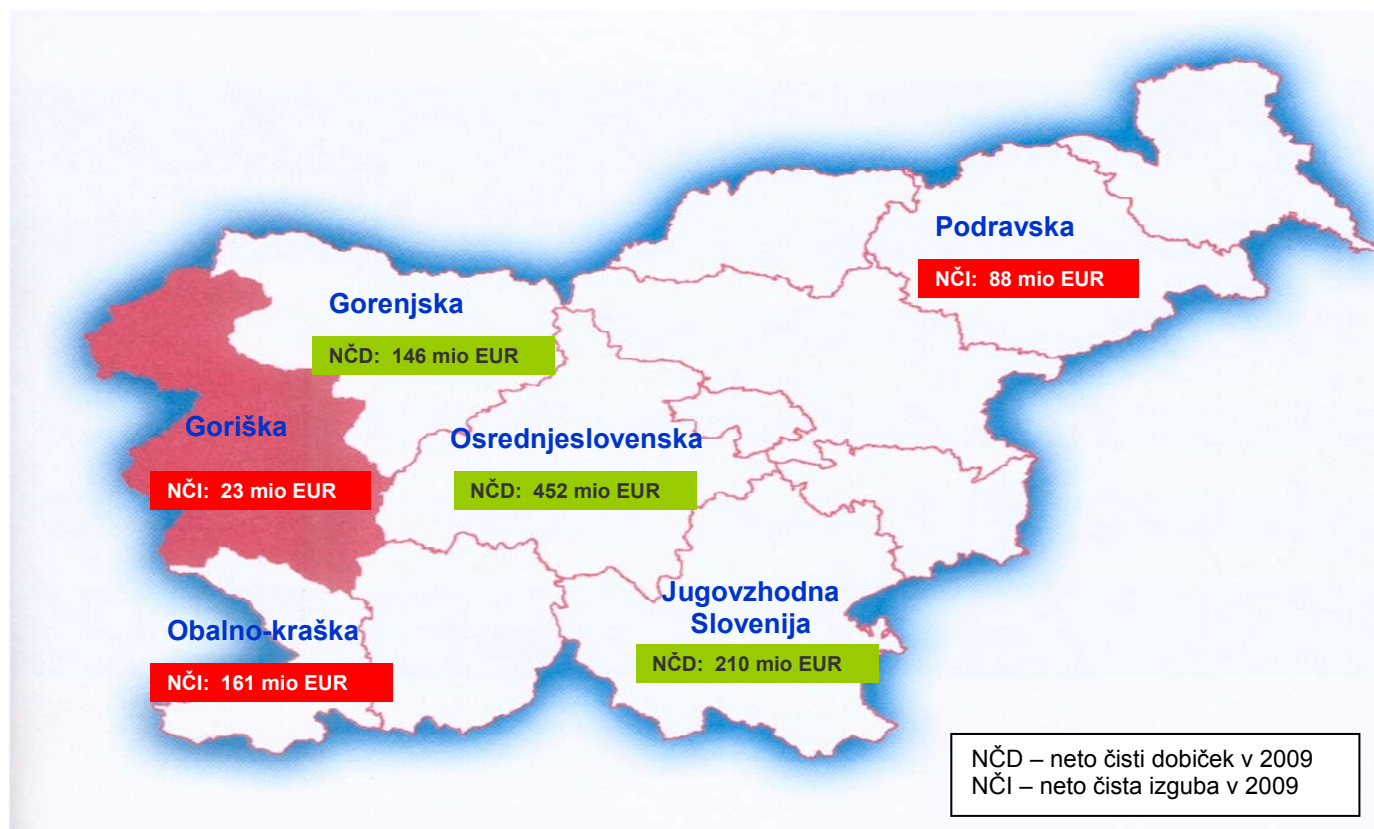 Podravska
NČI: 88 mio EUR
Gorenjska
NČD: 146 mio EUR
Goriška
NČI: 23 mio EUR
Osrednjeslovenska
NČD: 452 mio EUR
Jugovzhodna
Slovenija
NČD: 210 mio EUR
Obalno-kraška
NČI: 161 mio EUR
NČD – neto čisti dobiček v 2009
NČI – neto čista izguba v 2009